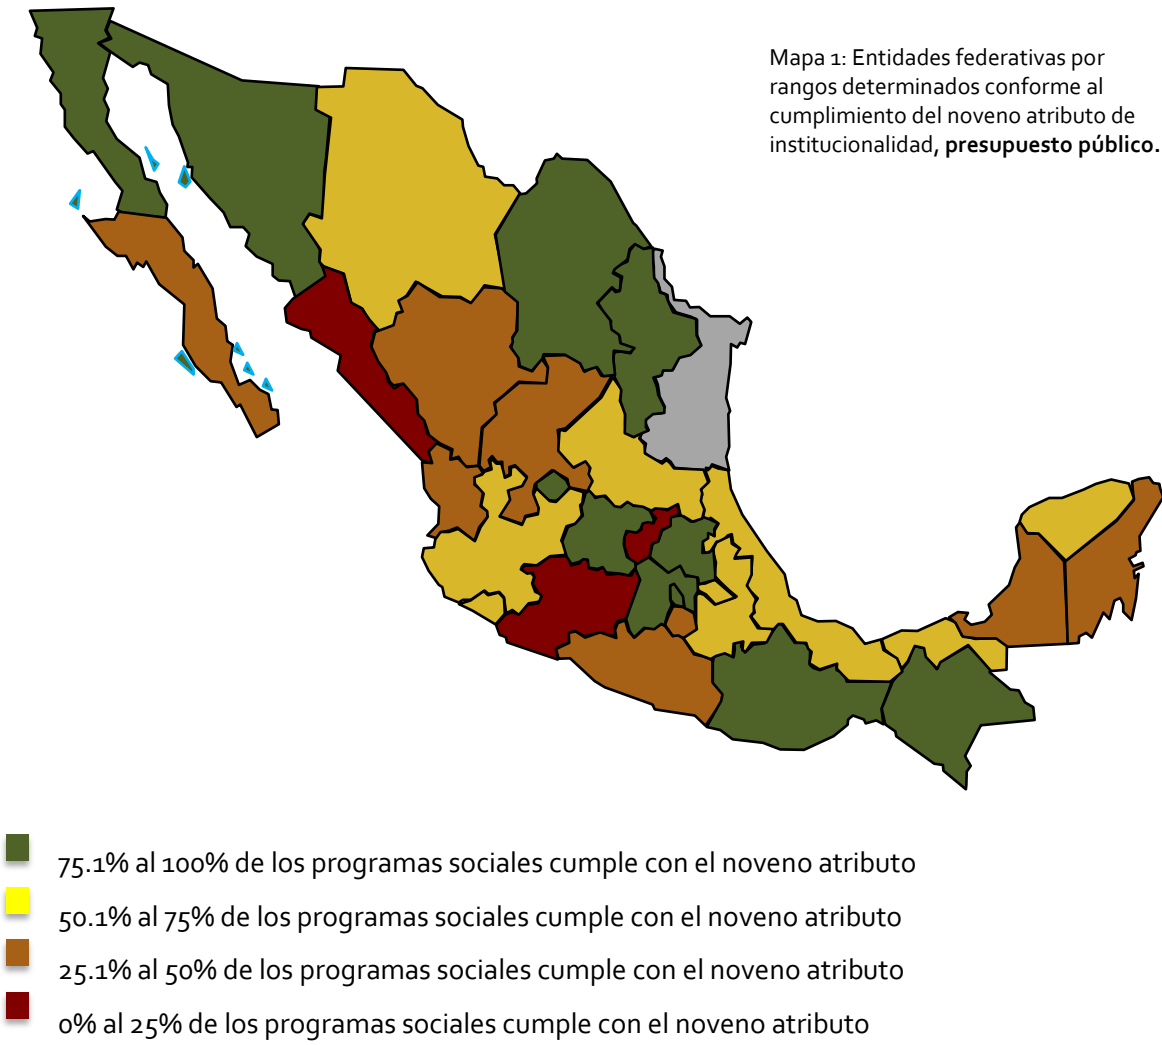 Mapa 1: Entidades federativas por
rangos determinados conforme al
cumplimiento del noveno atributo de
institucionalidad, presupuesto público.
75.1% al 100% de los programas sociales cumple con el noveno atributo
50.1% al 75% de los programas sociales cumple con el noveno atributo
25.1% al 50% de los programas sociales cumple con el noveno atributo
0% al 25% de los programas sociales cumple con el noveno atributo